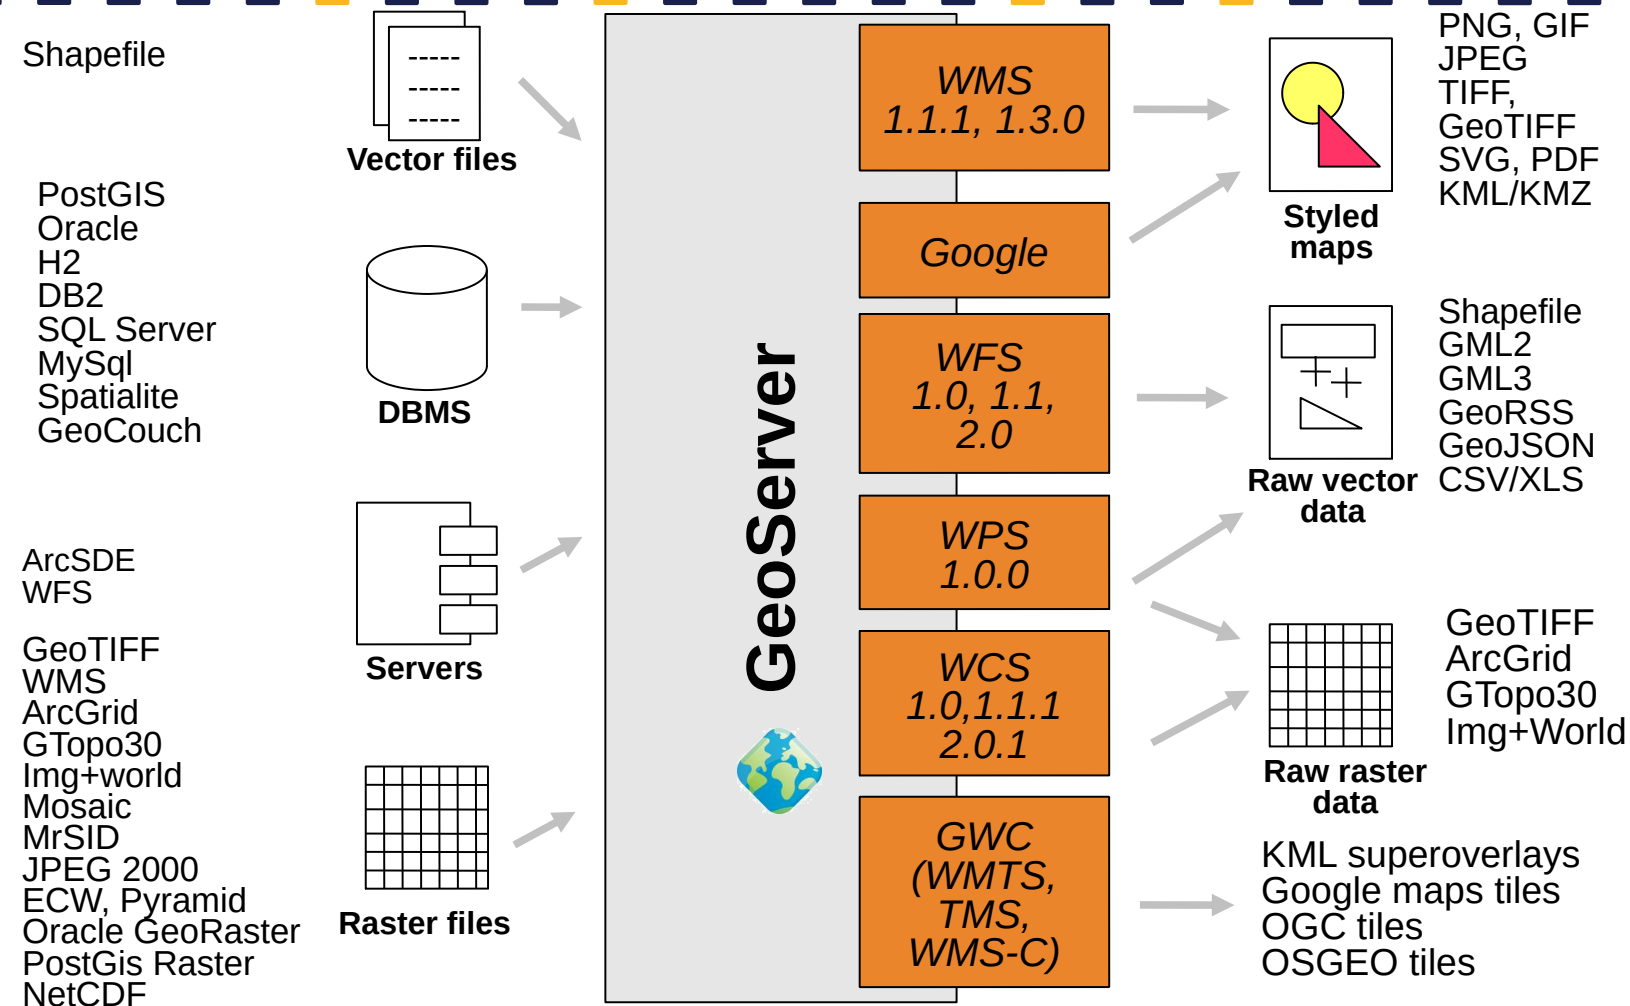 Shapefile
-----
-----
-----
Vector files
PostGIS
Oracle
H2
DB2
SQL Server
MySql
Spatialite
GeoCouch
DBMS
ArcSDE
WFS
Servers
GeoTIFF
WMS
ArcGrid
GTopo30
Img+world
Mosaic
MrSID
JPEG 2000
ECW, Pyramid
Oracle GeoRaster
PostGis Raster
NetCDF
Raster files
GeoServer
WMS
1.1.1, 1.3.0
Google
WFS
1.0, 1.1,
2.0
WPS
1.0.0
WCS
1.0,1.1.1
2.0.1
GWC
(WMTS,
TMS,
WMS-C)
Styled
maps
PNG, GIF
JPEG
TIFF,
GeoTIFF
SVG, PDF
KML/KMZ
Raw vector
data
Shapefile
GML2
GML3
GeoRSS
GeoJSON
CSV/XLS
Raw raster
data
GeoTIFF
ArcGrid
GTopo30
Img+World
KML superoverlays
Google maps tiles
OGC tiles
OSGEO tiles